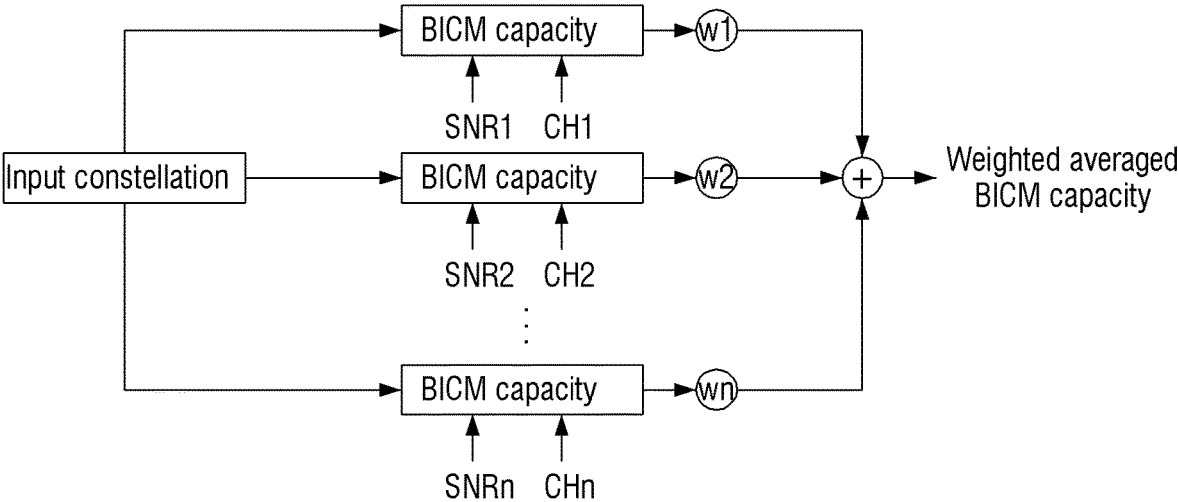 BICM capacity
w1
SNR1 CH1
Input constellation
BICM capacity
w2
+
Weighted averaged
BICM capacity
SNR2 CH2
BICM capacity
wn
SNRn CHn